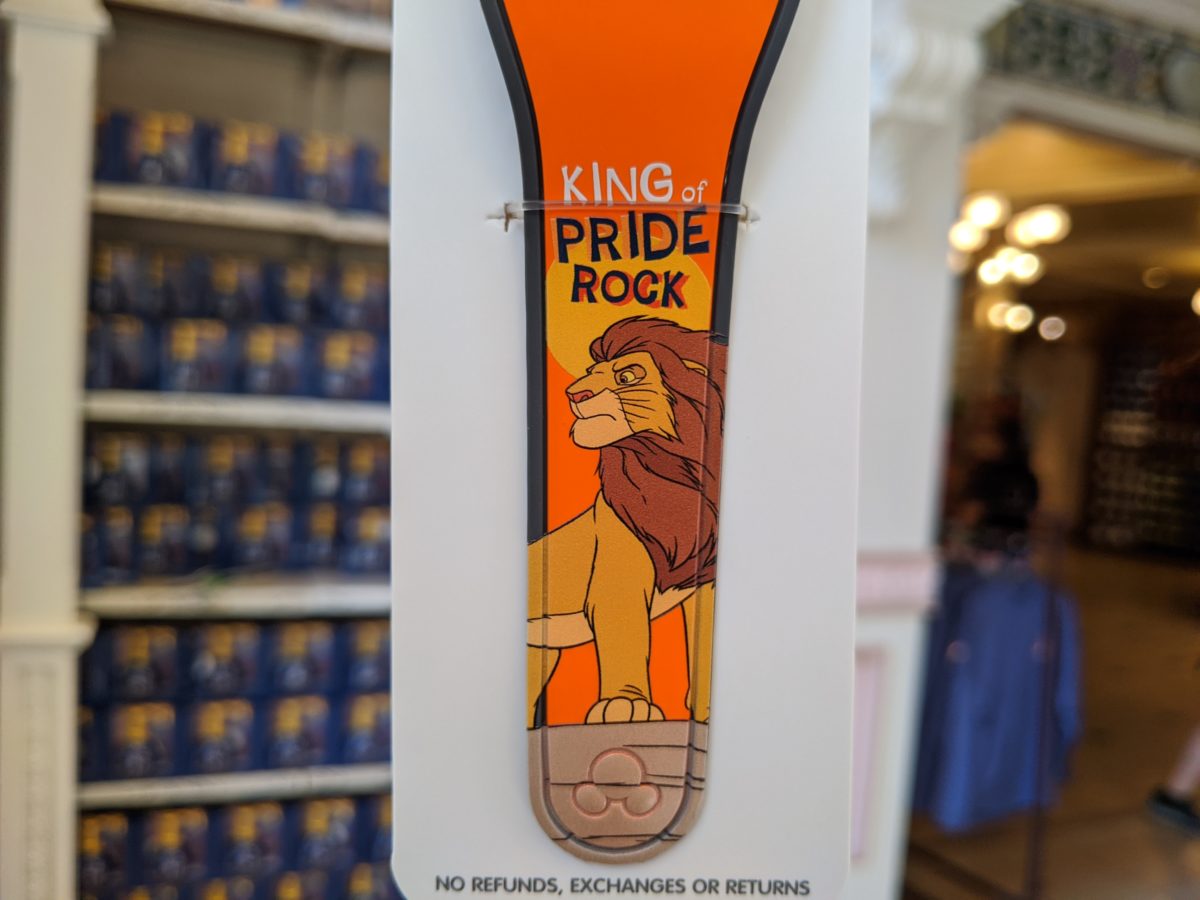 KING of
PRIDE
ROCK
NO REFUNDS, EXCHANGES OR RETURNS